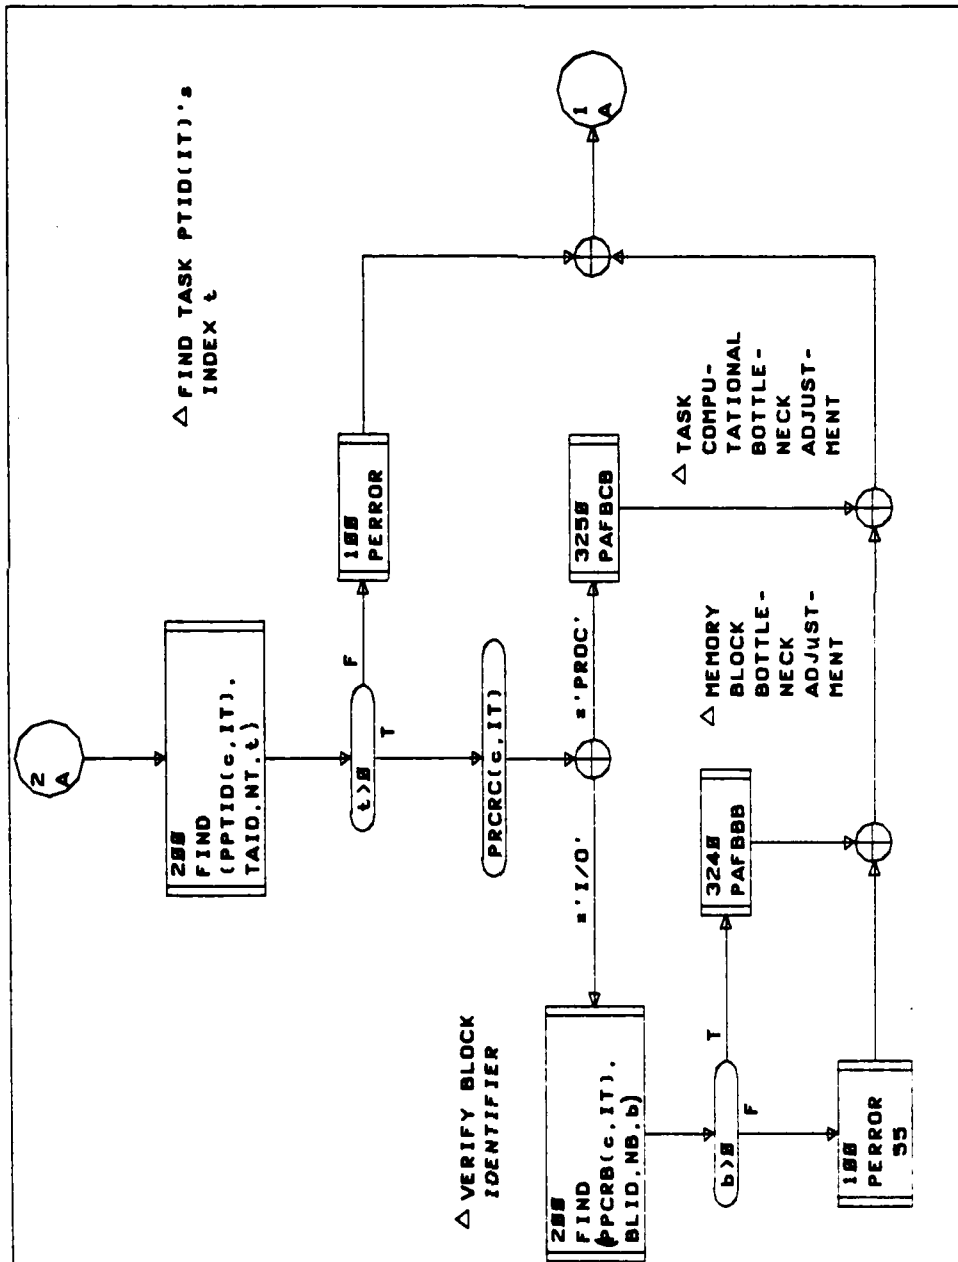 2
A
200
FIND
(PPTID(c,IT),
TAID,NT,t)
△ FIND TASK PTID(IT)'s
INDEX t
t>0
F
T
100
PERROR
PRCRC(c,IT)
='I/O'
='PROC'
3250
PAFBCB
△ TASK
COMPU-
TATIONAL
BOTTLE-
NECK
ADJUST-
MENT
1
A
△ VERIFY BLOCK
IDENTIFIER
200
FIND
(PPCRB(c,IT),
BLID,NB,b)
b>0
T
F
3240
PAFBBB
△ MEMORY
BLOCK
BOTTLE-
NECK
ADJUST-
MENT
100
PERROR
55